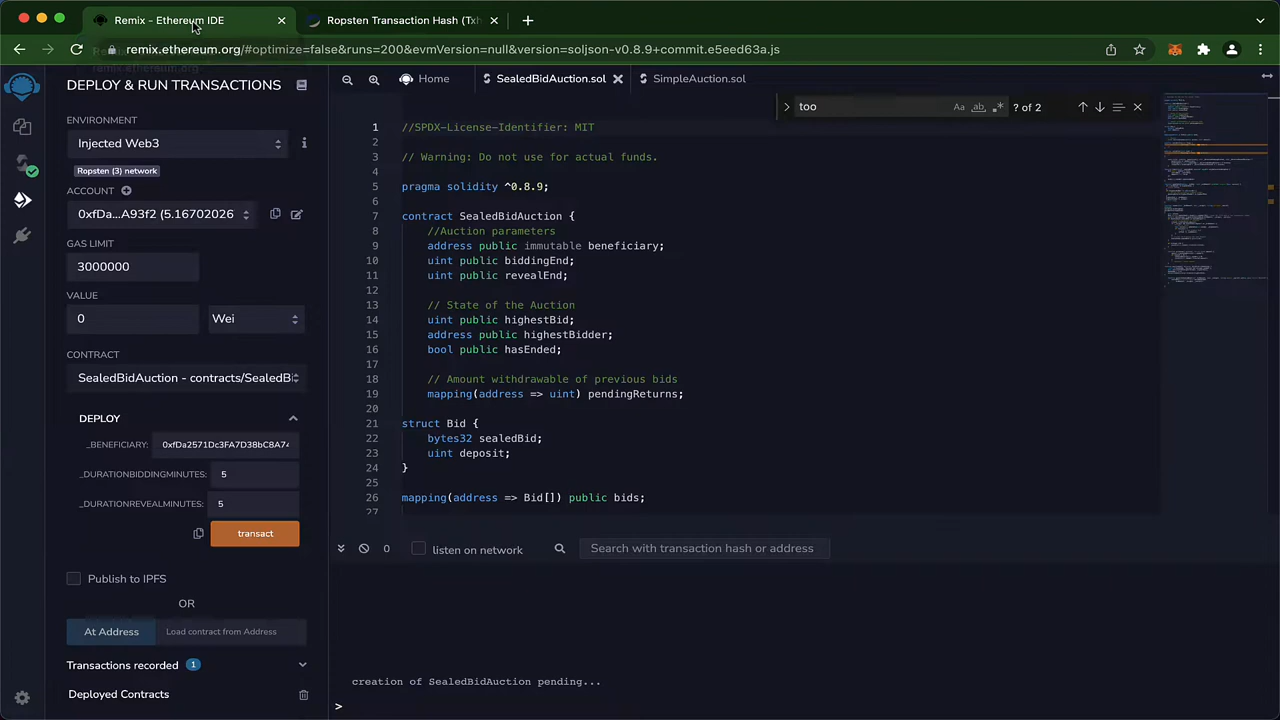 Remix - Ethereum IDE
Ropsten Transaction Hash (Txh
remix.ethereum.org/#optimize=false&runs=200&evmVersion=null&version=soljson-v0.8.9+commit.e5eed63a.js
DEPLOY & RUN TRANSACTIONS
ENVIRONMENT
Injected Web3
Ropsten (3) network
ACCOUNT
0xfDa...A93f2 (5.16702026
GAS LIMIT
3000000
VALUE
0
Wei
CONTRACT
SealedBidAuction - contracts/SealedBi
DEPLOY
_BENEFICIARY: 0xfDa2571Dc3FA7D38bC8A74
_DURATIONBIDDINGMINUTES: 5
_DURATIONREVEALMINUTES: 5
transact
Publish to IPFS
OR
At Address
Load contract from Address
Transactions recorded 1
Deployed Contracts
Home
SealedBidAuction.sol
SimpleAuction.sol
too
Aa
ab
? of 2
1 //SPDX-License-Identifier: MIT
2
3 // Warning: Do not use for actual funds.
4
5 pragma solidity ^0.8.9;
6
7 contract SealedBidAuction {
8 //Auction parameters
9 address public immutable beneficiary;
10 uint public biddingEnd;
11 uint public revealEnd;
12
13 // State of the Auction
14 uint public highestBid;
15 address public highestBidder;
16 bool public hasEnded;
17
18 // Amount withdrawable of previous bids
19 mapping(address => uint) pendingReturns;
20
21 struct Bid {
22 bytes32 sealedBid;
23 uint deposit;
24 }
25
26 mapping(address => Bid[]) public bids;
27
0
listen on network
Search with transaction hash or address
creation of SealedBidAuction pending...
>